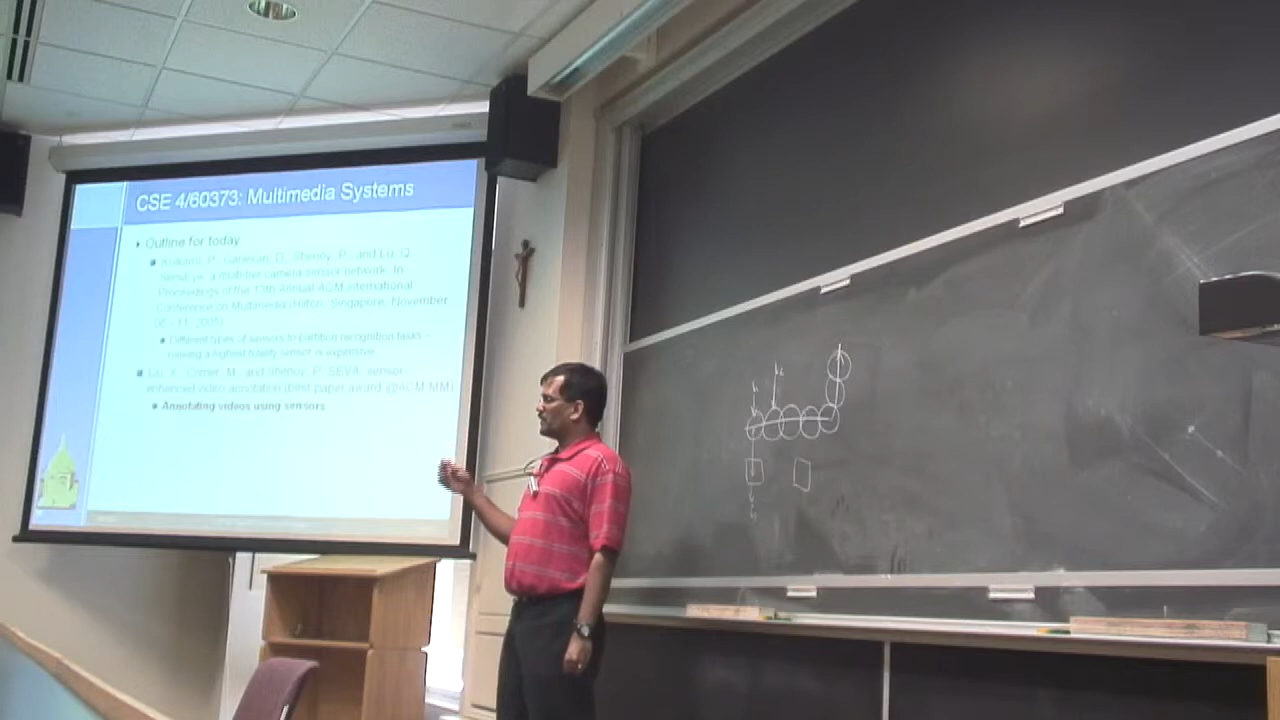 CSE 4/60373: Multimedia Systems
Outline for today
Kulkarni, P., Ganesan, D., Shenoy, P., and Lu, Q.
SensEye: a multi-tier camera sensor network. In
Proceedings of the 13th Annual ACM international
Conference on Multimedia (Hilton, Singapore, November
06 - 11, 2005)
Different types of sensors to partition recognition tasks –
running a highest fidelity sensor is expensive
Liu, X., Corner, M., and Shenoy, P. SEVA: sensor
enhanced video annotation (best paper award @ACM MM)
Annotating videos using sensors